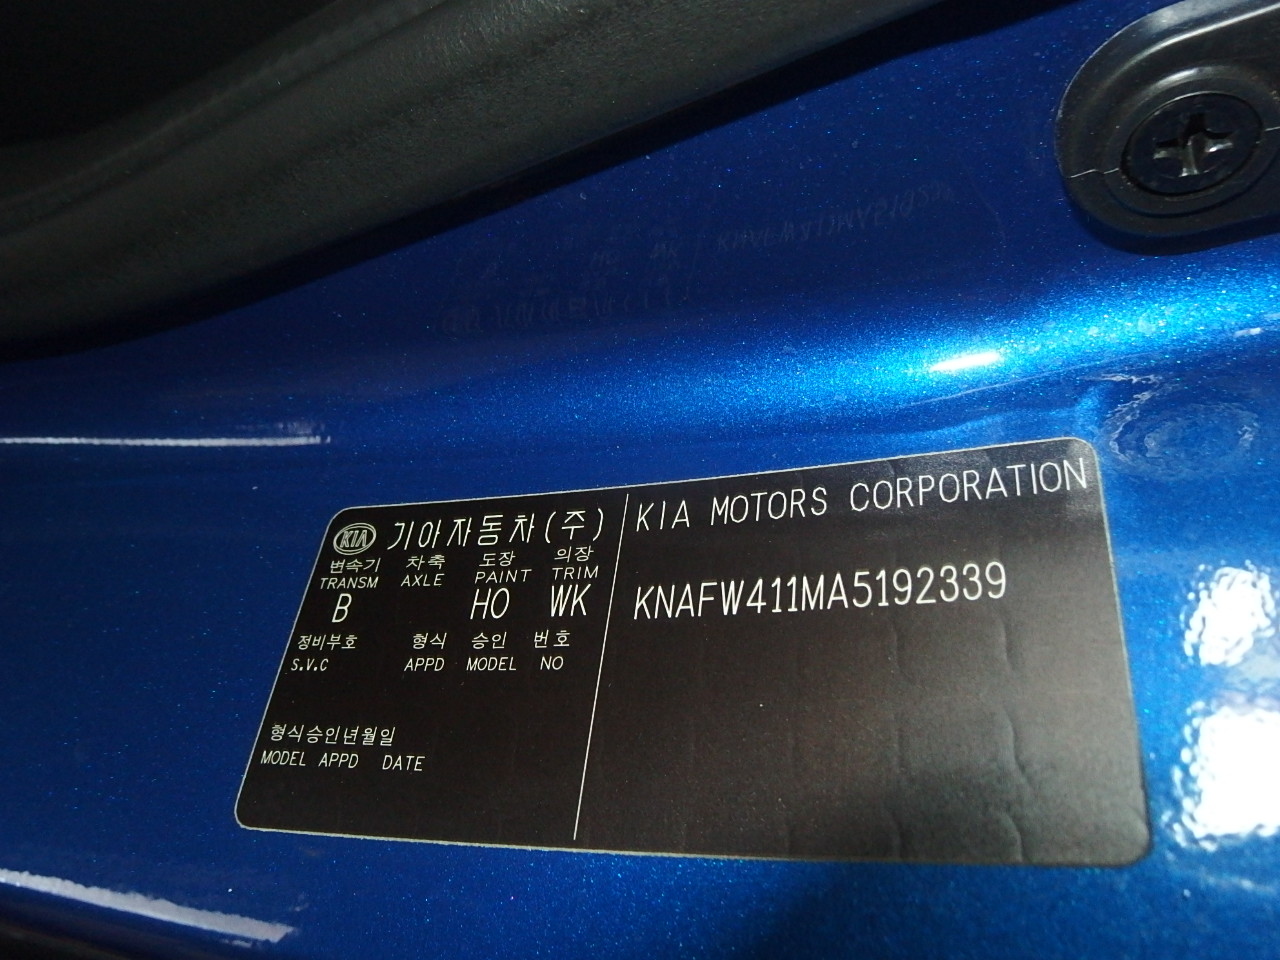 KIA 기아자동차(주)
변속기 차축 도장 의장
TRANSM AXLE PAINT TRIM
B HO WK
정비부호 형식 승인 번호
S.V.C APPD MODEL NO
형식승인년월일
MODEL APPD DATE
KIA MOTORS CORPORATION
KNAFW411MA5192339